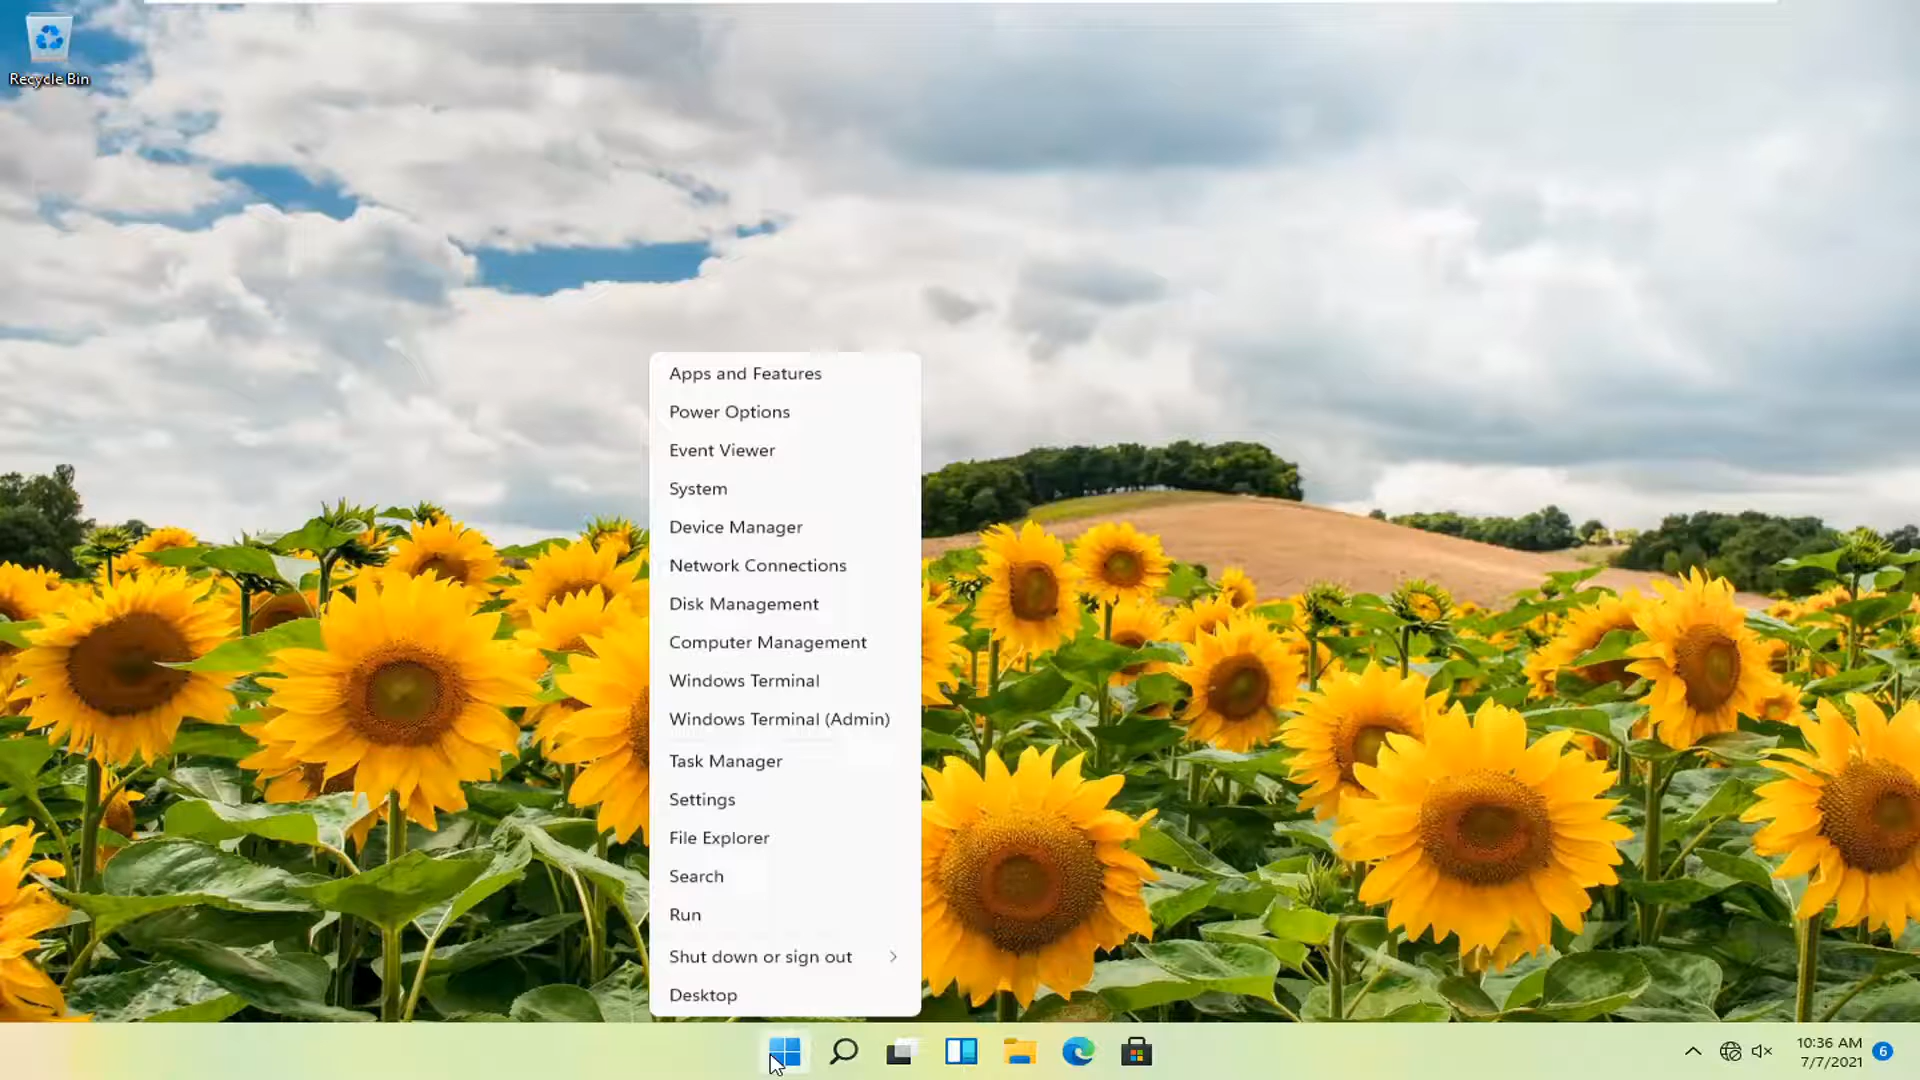 Recycle Bin
Apps and Features
Power Options
Event Viewer
System
Device Manager
Network Connections
Disk Management
Computer Management
Windows Terminal
Windows Terminal (Admin)
Task Manager
Settings
File Explorer
Search
Run
Shut down or sign out
Desktop
10:36 AM
7/7/2021
6